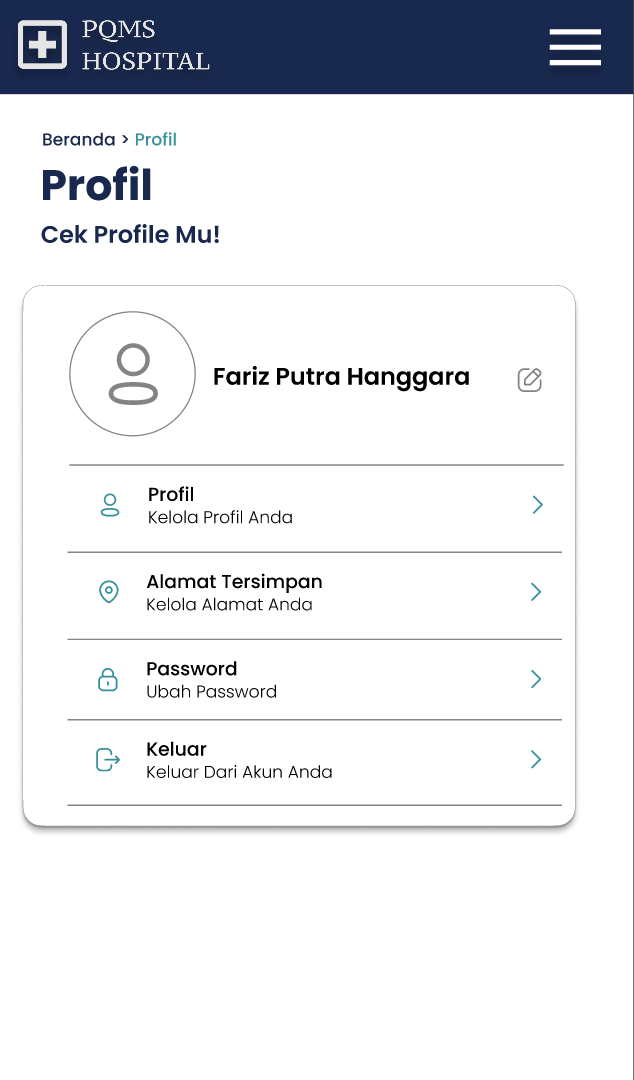 PQMS
HOSPITAL
Beranda > Profil
Profil
Cek Profile Mu!
Fariz Putra Hanggara
Profil
Kelola Profil Anda
Alamat Tersimpan
Kelola Alamat Anda
Password
Ubah Password
Keluar
Keluar Dari Akun Anda